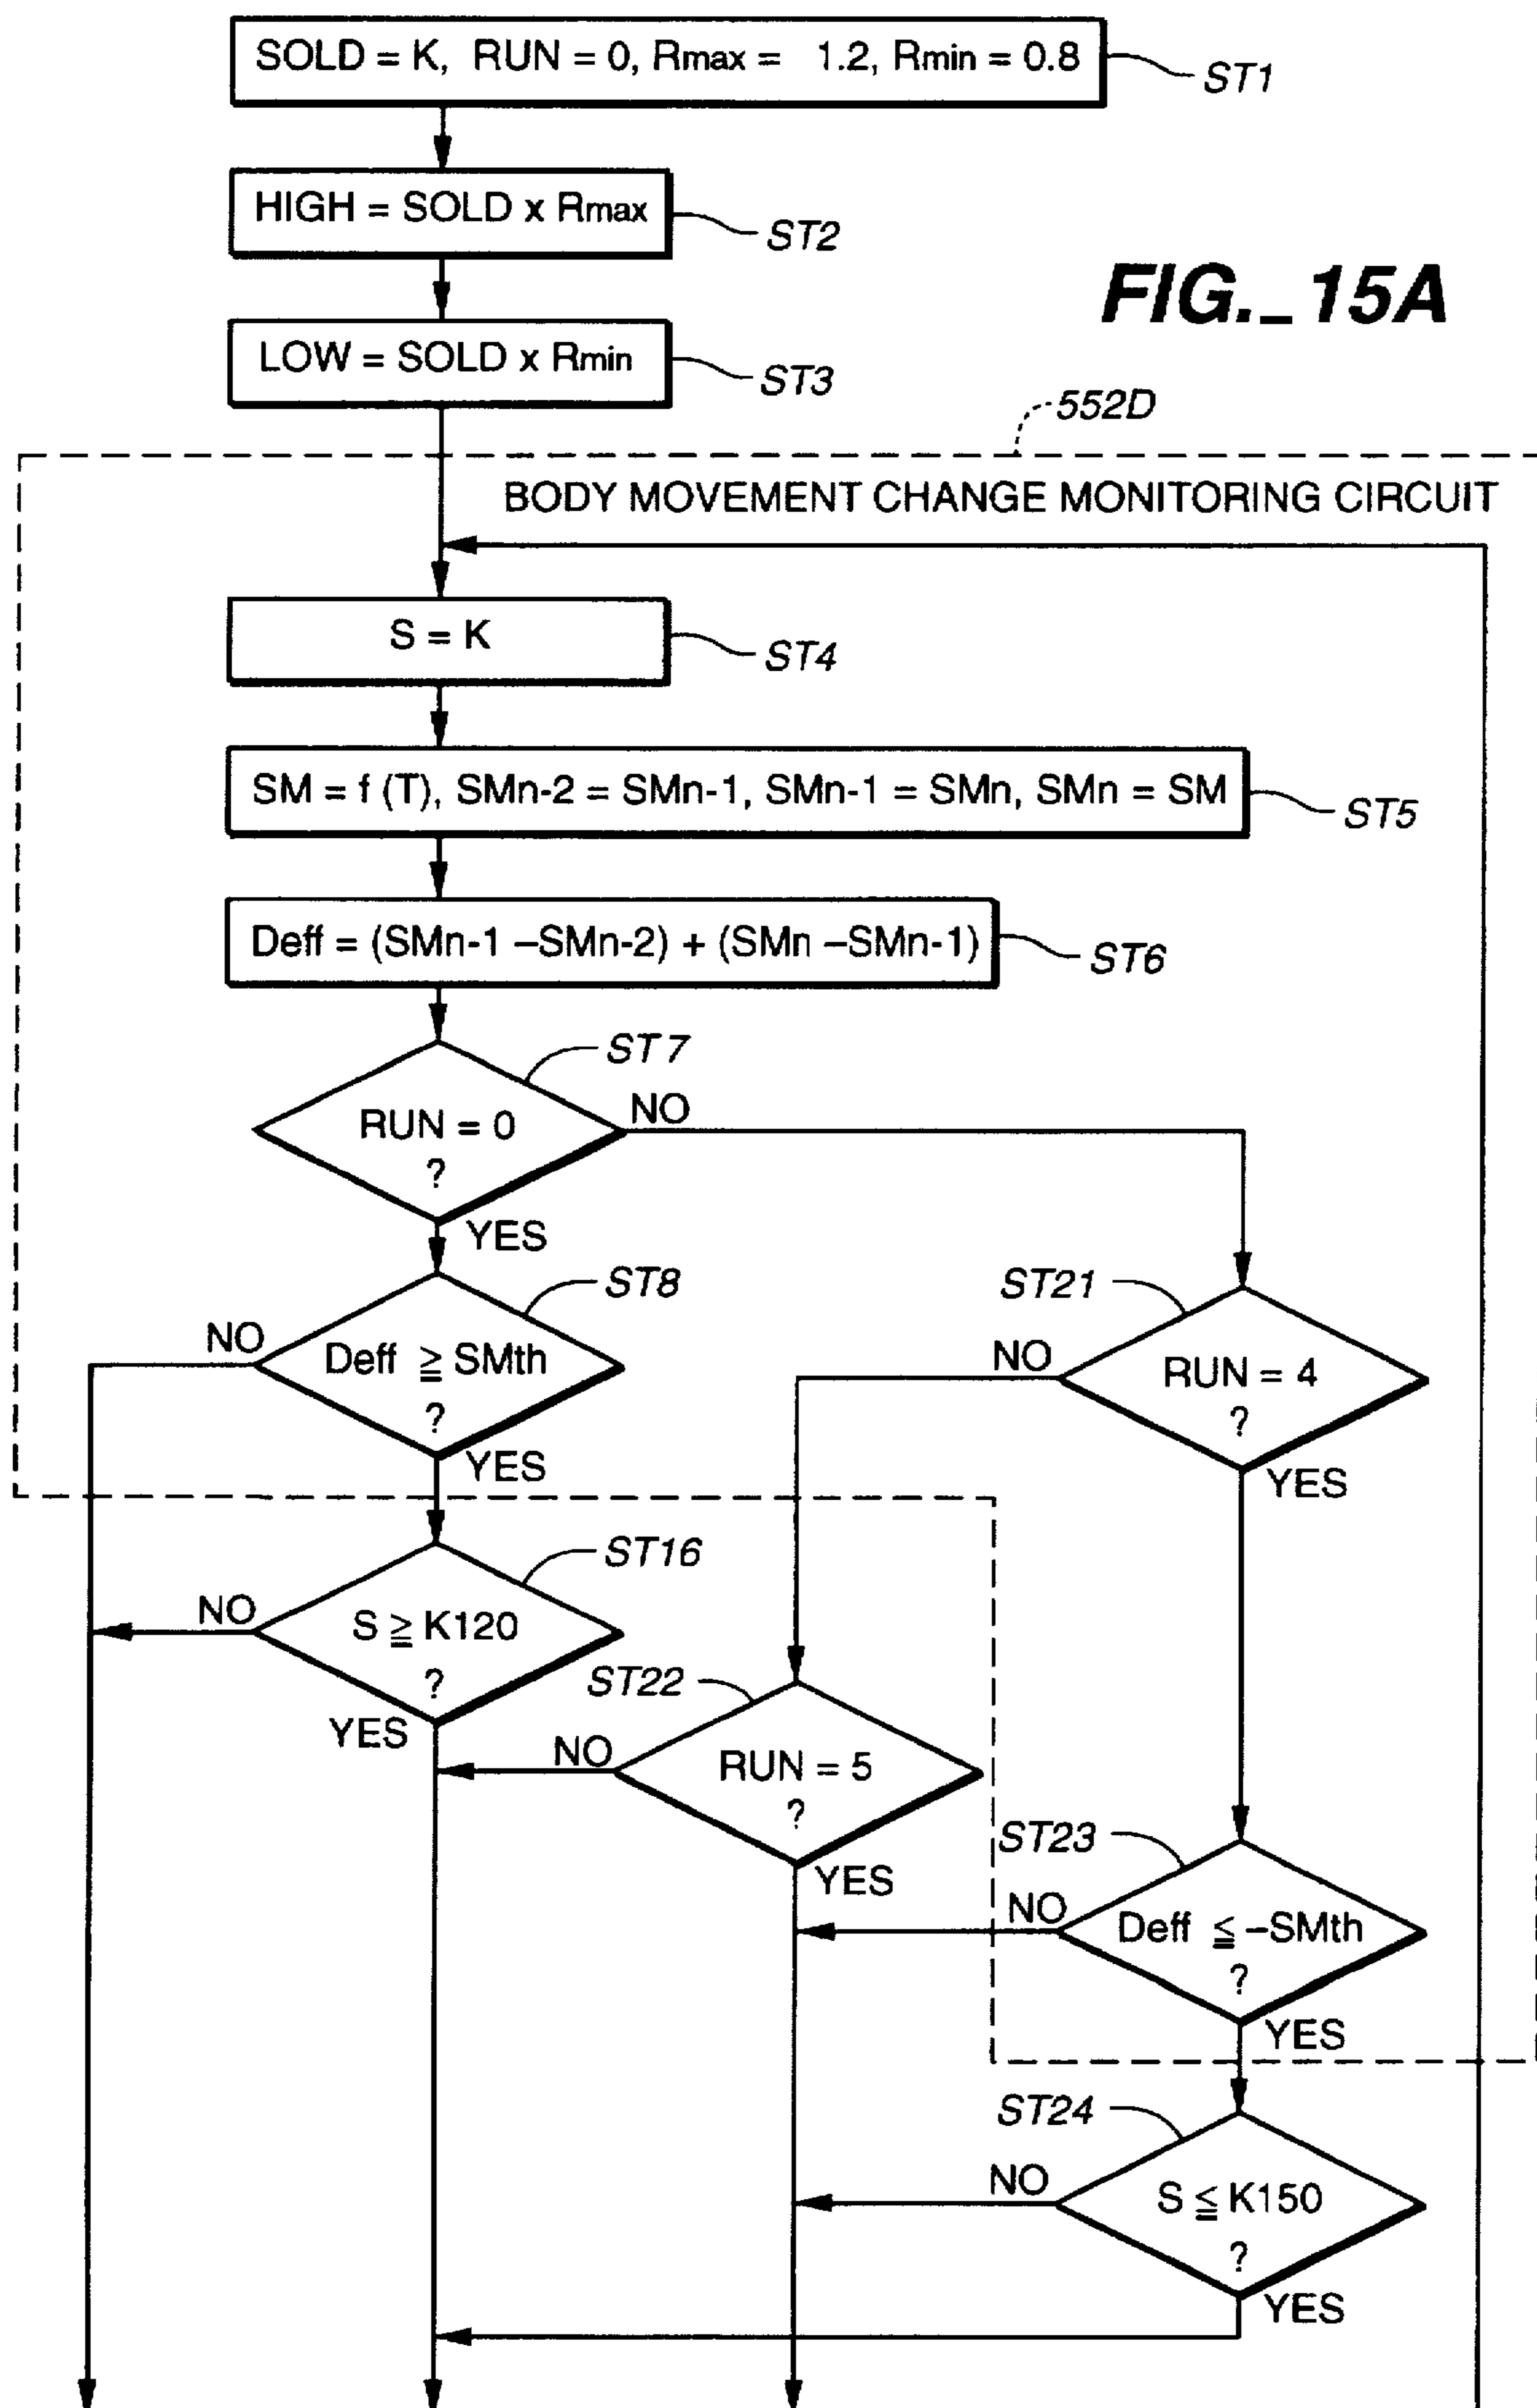 SOLD = K, RUN = 0, Rmax = 1.2, Rmin = 0.8
ST1
HIGH = SOLD x Rmax
ST2
FIG._15A
LOW = SOLD x Rmin
ST3
552D
BODY MOVEMENT CHANGE MONITORING CIRCUIT
S = K
ST4
SM = f (T), SMn-2 = SMn-1, SMn-1 = SMn, SMn = SM
ST5
Deff = (SMn-1 –SMn-2) + (SMn –SMn-1)
ST6
ST7
RUN = 0
?
NO
YES
ST8
NO
Deff ≧ SMth
?
YES
ST21
NO
RUN = 4
?
YES
ST16
NO
S ≧ K120
?
YES
ST22
NO
RUN = 5
?
YES
ST23
NO
Deff ≦ –SMth
?
YES
ST24
NO
S ≦ K150
?
YES